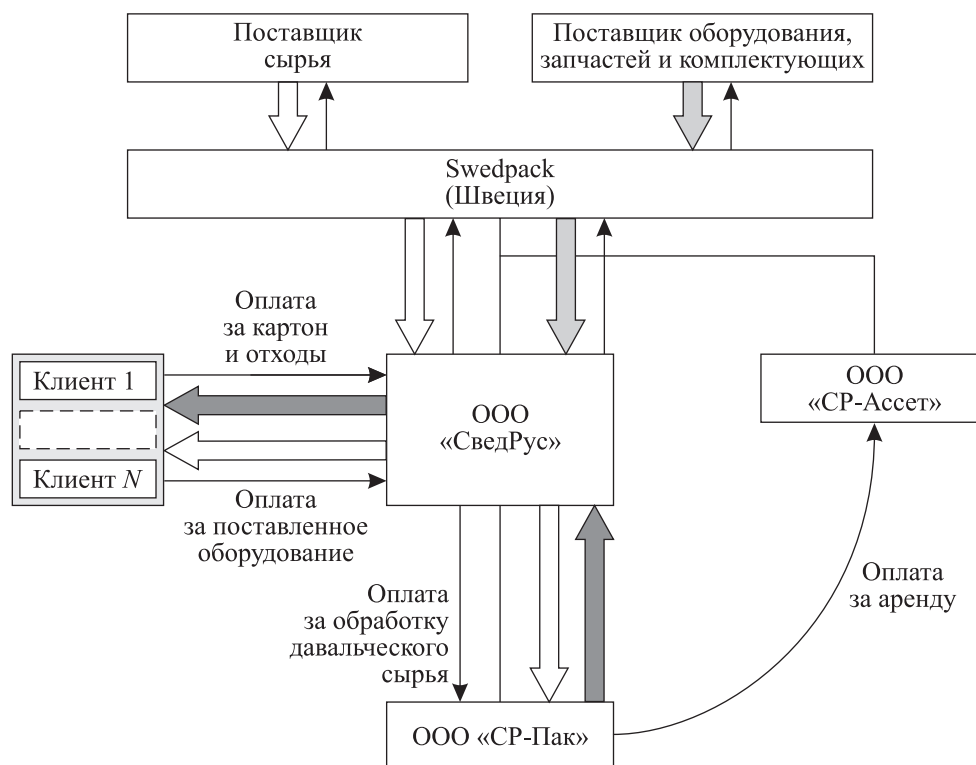 Поставщик
сырья
Поставщик оборудования,
запчастей и комплектующих
Swedpack
(Швеция)
Оплата
за картон
и отходы
Клиент 1
Клиент N
ООО
«СведРус»
ООО
«СР-Ассет»
Оплата
за поставленное
оборудование
Оплата
за обработку
давальческого
сырья
Оплата
за аренду
ООО «СР-Пак»